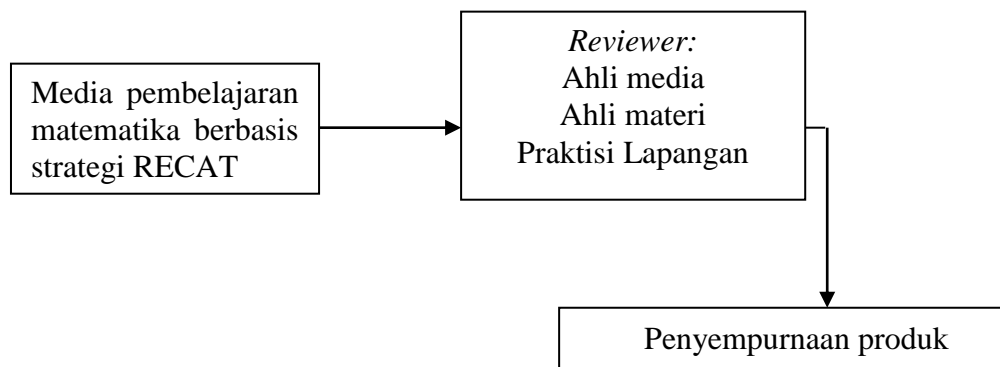 Media pembelajaran
matematika berbasis
strategi RECAT
Reviewer:
Ahli media
Ahli materi
Praktisi Lapangan
Penyempurnaan produk